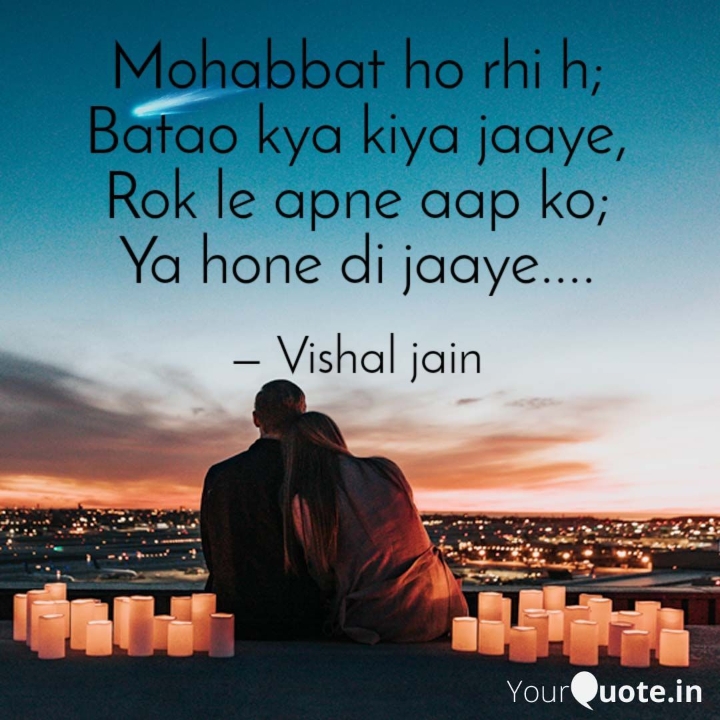 Mohabbat ho rhi h;
Batao kya kiya jaaye,
Rok le apne aap ko;
Ya hone di jaaye....
– Vishal jain
YourQuote.in